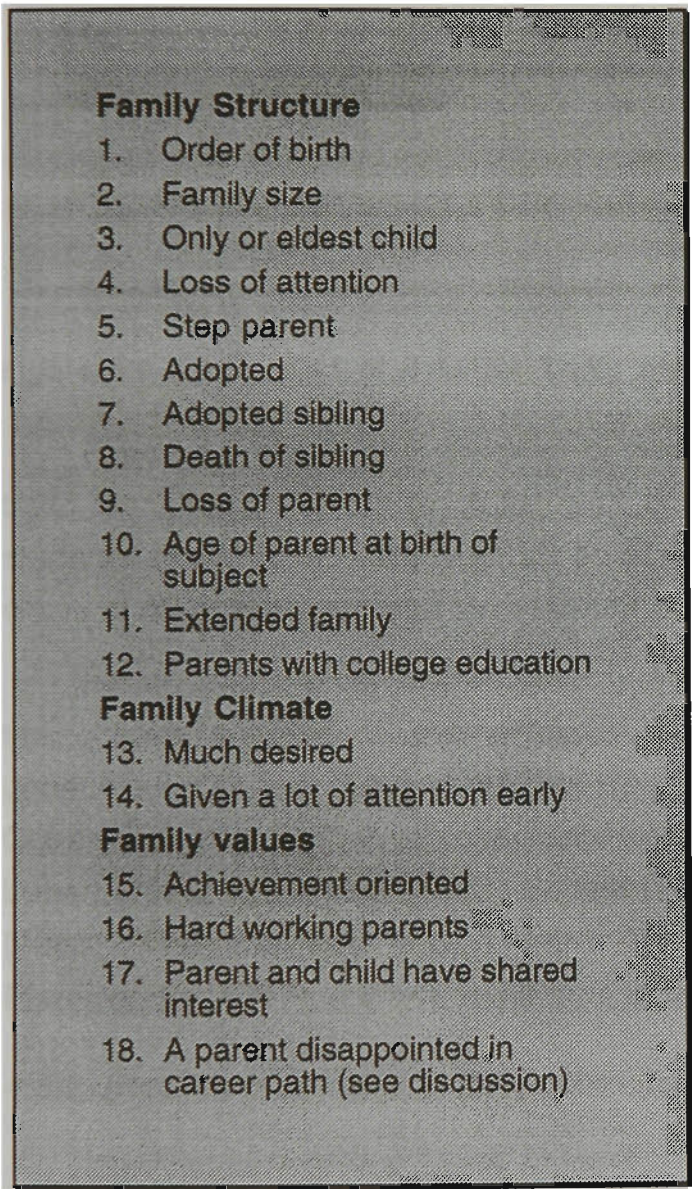 Family Structure
1. Order of birth
2. Family size
3. Only or eldest child
4. Loss of attention
5. Step parent
6. Adopted
7. Adopted sibling
8. Death of sibling
9. Loss of parent
10. Age of parent at birth of
subject
11. Extended family
12. Parents with college education
Family Climate
13. Much desired
14. Given a lot of attention early
Family values
15. Achievement oriented
16. Hard working parents
17. Parent and child have shared
interest
18. A parent disappointed in
career path (see discussion)